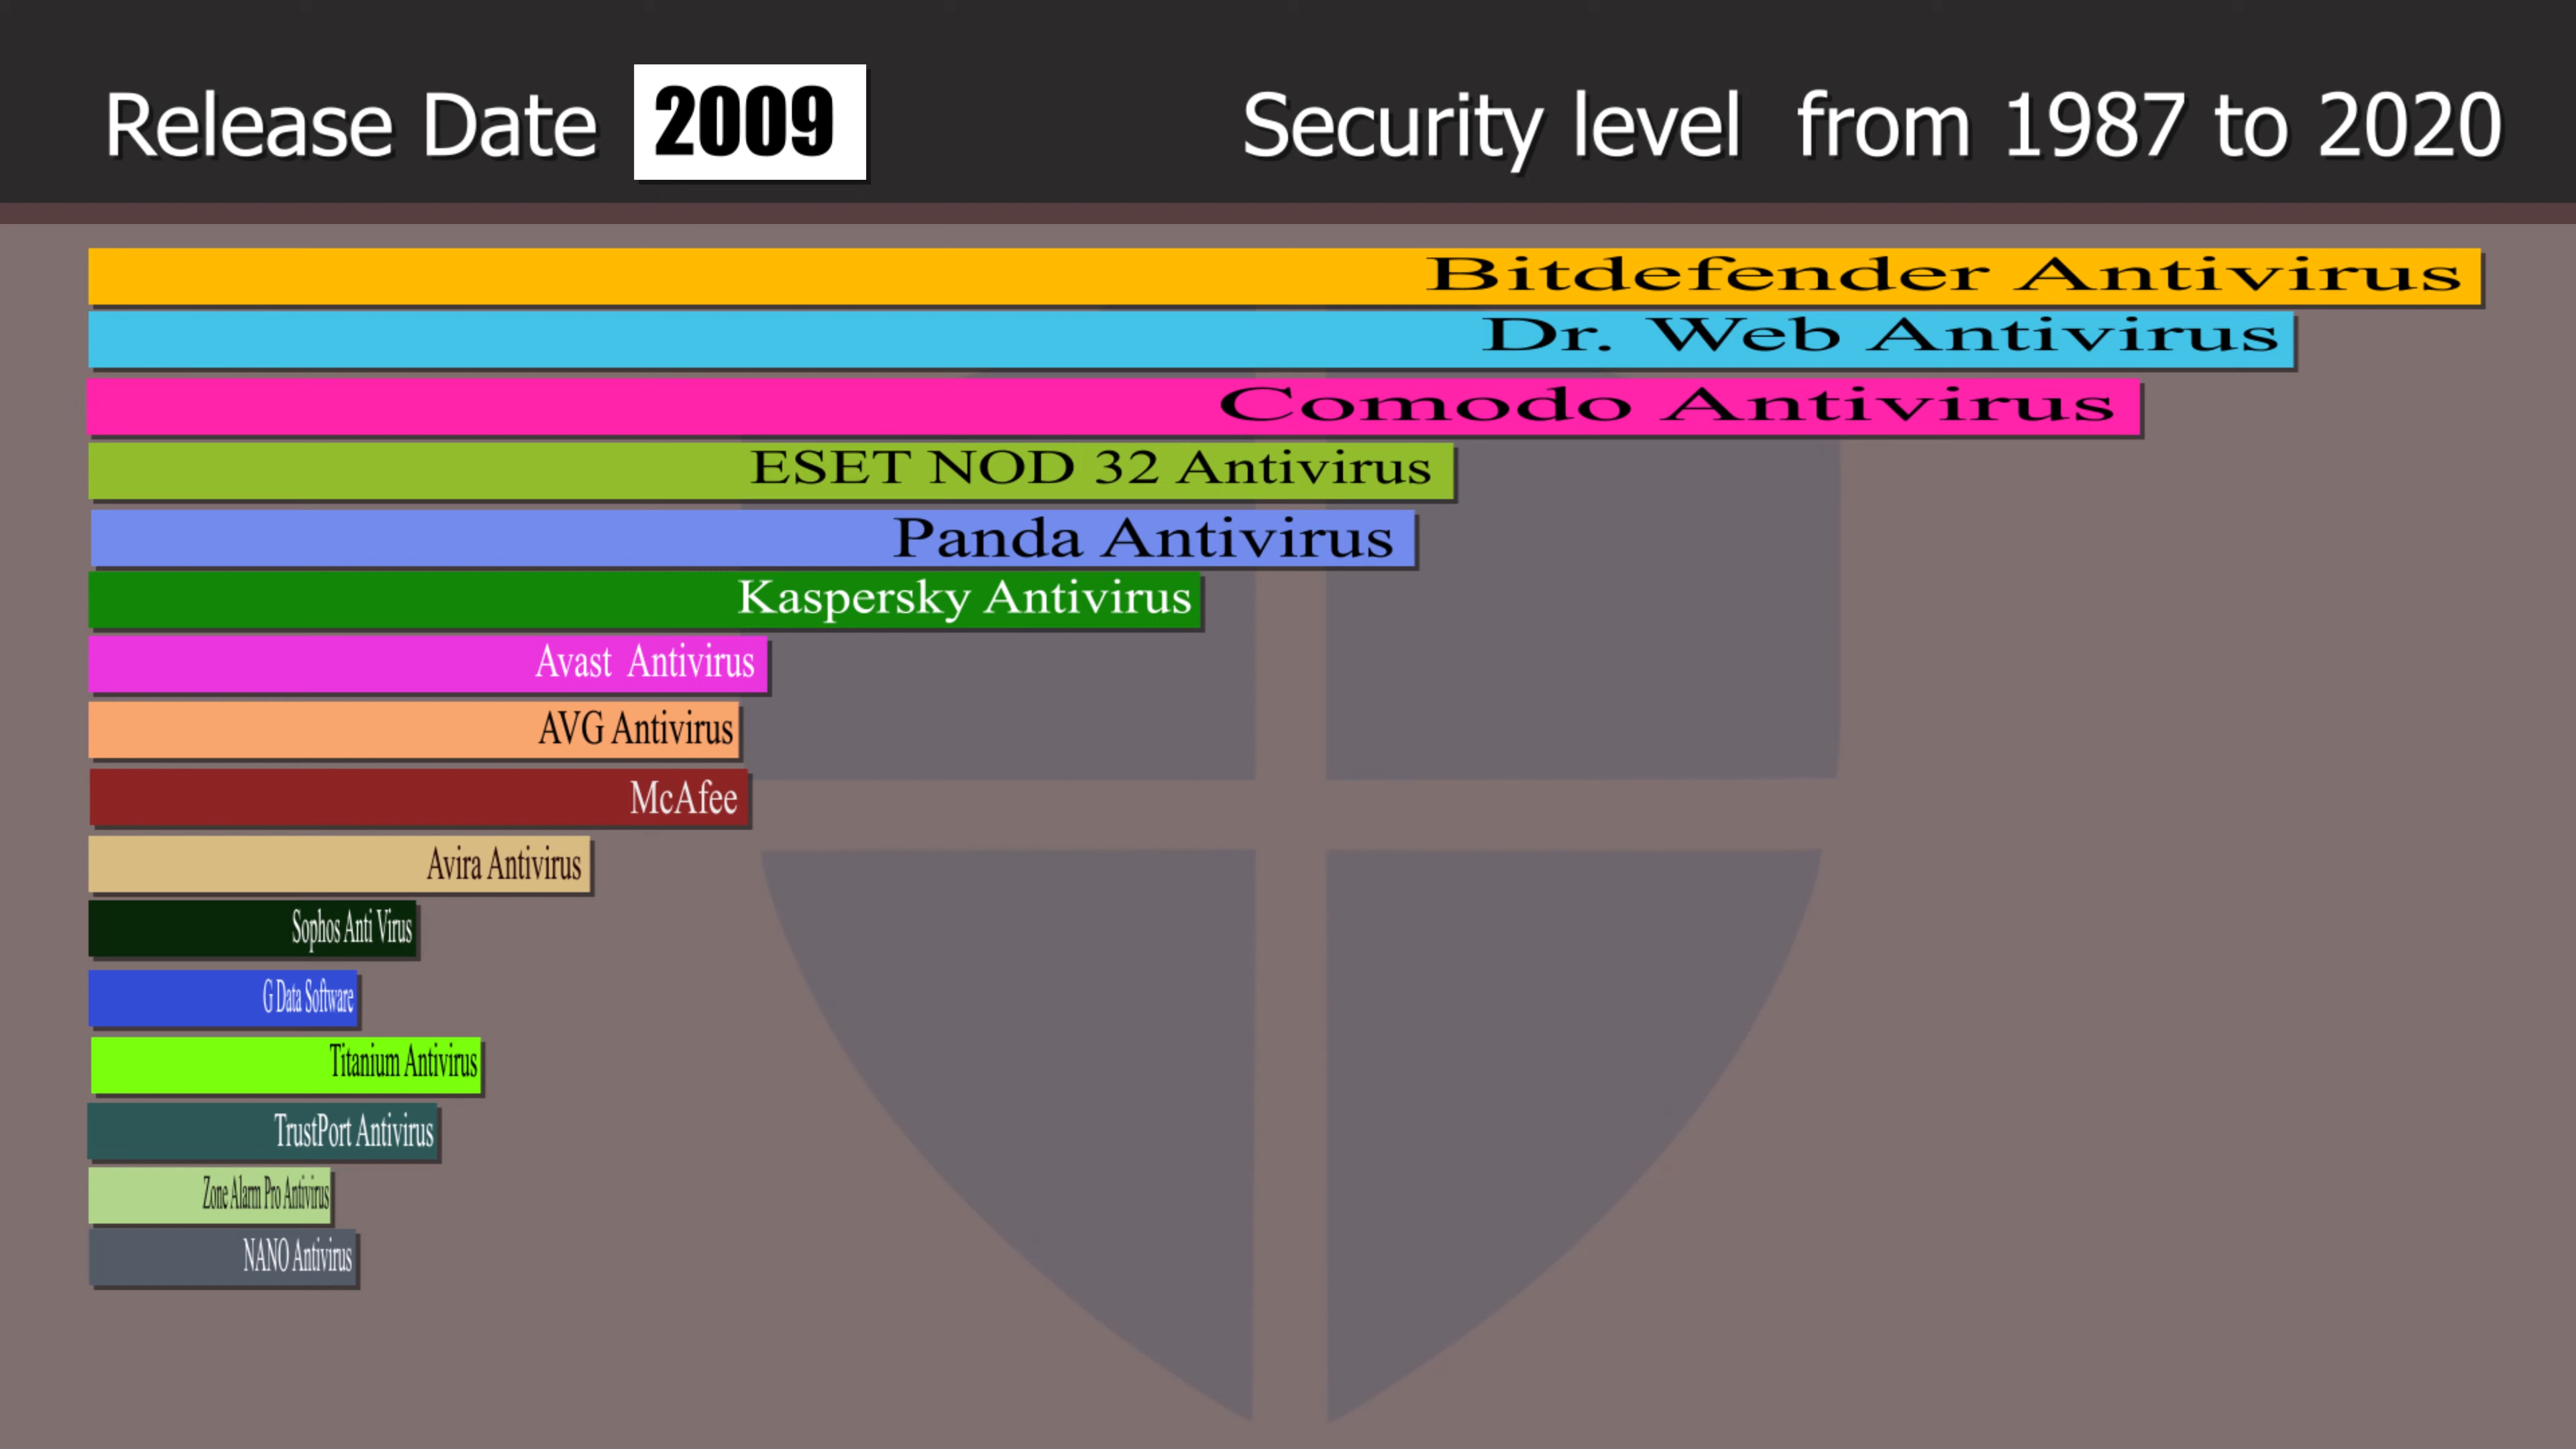 Release Date 2009
Security level from 1987 to 2020
Bitdefender Antivirus
Dr. Web Antivirus
Comodo Antivirus
ESET NOD 32 Antivirus
Panda Antivirus
Kaspersky Antivirus
Avast Antivirus
AVG Antivirus
McAfee
Avira Antivirus
Sophos Anti Virus
G Data Software
Titanium Antivirus
TrustPort Antivirus
Zone Alarm Pro Antivirus
NANO Antivirus